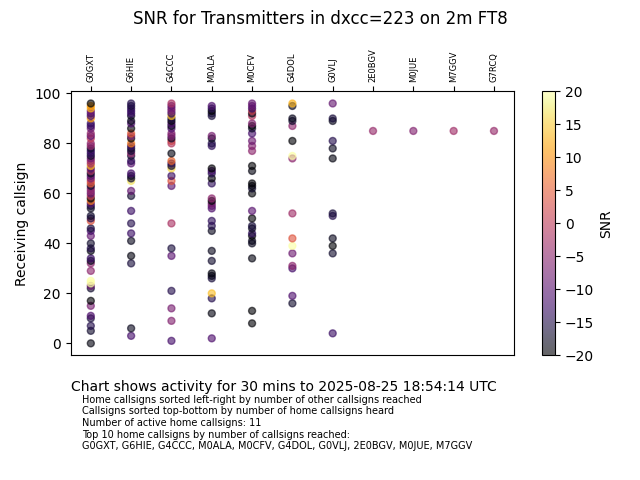 SNR for Transmitters in dxcc=223 on 2m FT8
G0GXT G6HIE G4CCC M0ALA M0CFV G4DOL G0VLJ 2E0BGV M0JUE M7GGV G7RCQ
100
80
60
40
20
0
Receiving callsign
20
15
10
5
0
−5
−10
−15
−20
SNR
Chart shows activity for 30 mins to 2025-08-25 18:54:14 UTC
Home callsigns sorted left-right by number of other callsigns reached
Callsigns sorted top-bottom by number of home callsigns heard
Number of active home callsigns: 11
Top 10 home callsigns by number of callsigns reached:
G0GXT, G6HIE, G4CCC, M0ALA, M0CFV, G4DOL, G0VLJ, 2E0BGV, M0JUE, M7GGV